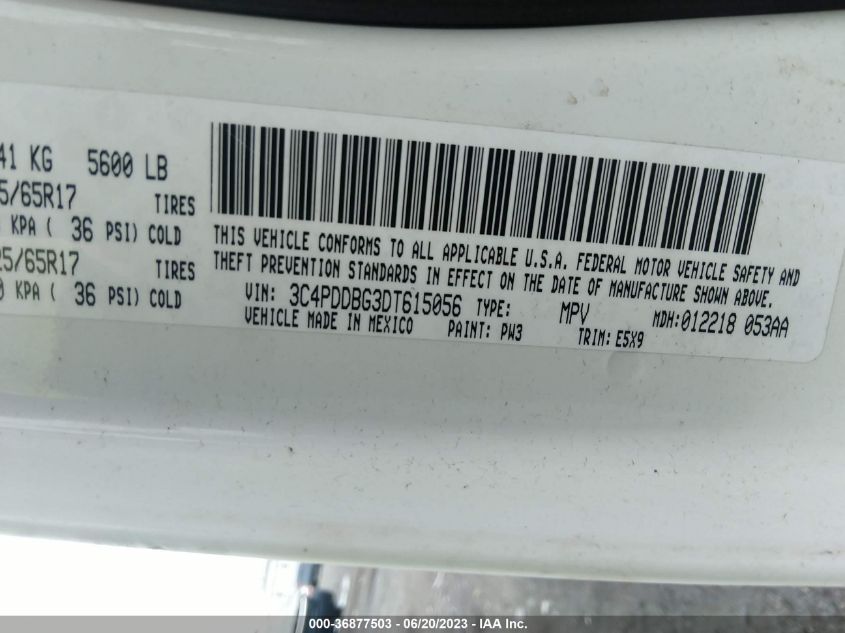 41 KG 5600 LB
5/65R17 TIRES
KPA ( 36 PSI) COLD
25/65R17 TIRES
0 KPA ( 36 PSI) COLD
THIS VEHICLE CONFORMS TO ALL APPLICABLE U.S.A. FEDERAL MOTOR VEHICLE SAFETY AND
THEFT PREVENTION STANDARDS IN EFFECT ON THE DATE OF MANUFACTURE SHOWN ABOVE.
VIN: 3C4PDDBG3DT615056 TYPE: MPV MDH:012218 053AA
VEHICLE MADE IN MEXICO PAINT: PW3 TRIM: E5X9
000-36877503 - 06/20/2023 - IAA Inc.